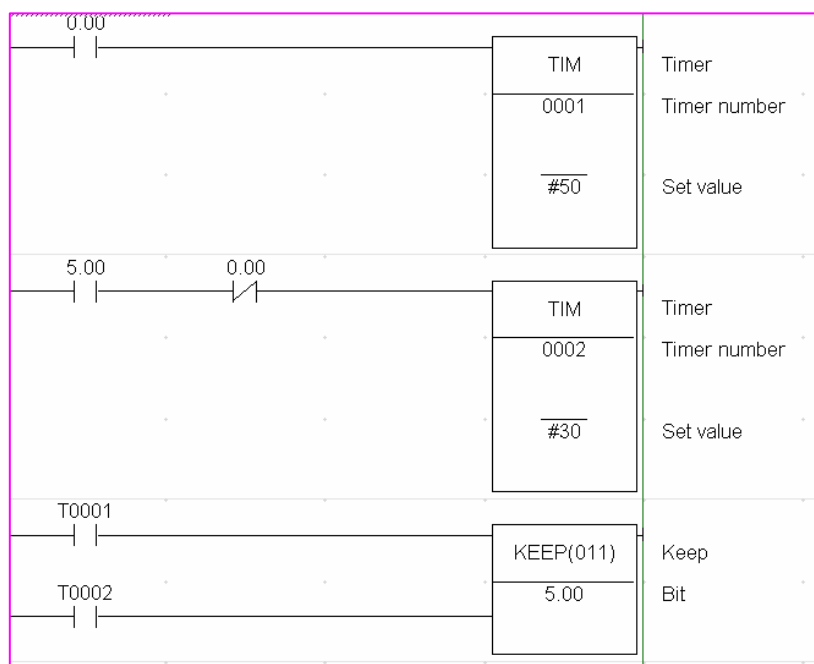 0.00
TIM Timer
0001 Timer number
#50 Set value
5.00 0.00
TIM Timer
0002 Timer number
#30 Set value
T0001
KEEP(011) Keep
T0002 5.00 Bit